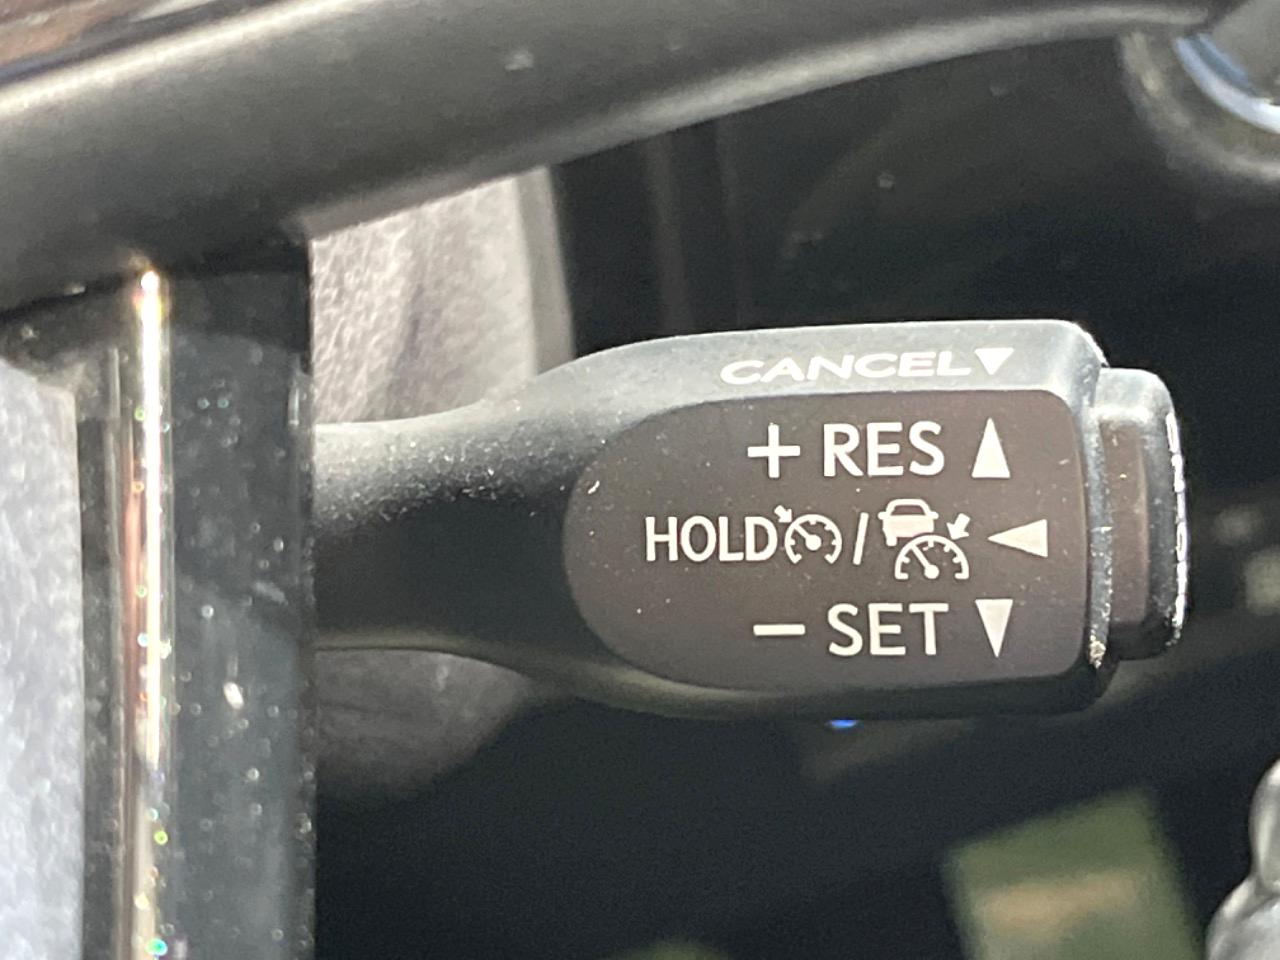 CANCEL▼
+ RES ▲
HOLD / ◀
− SET ▼